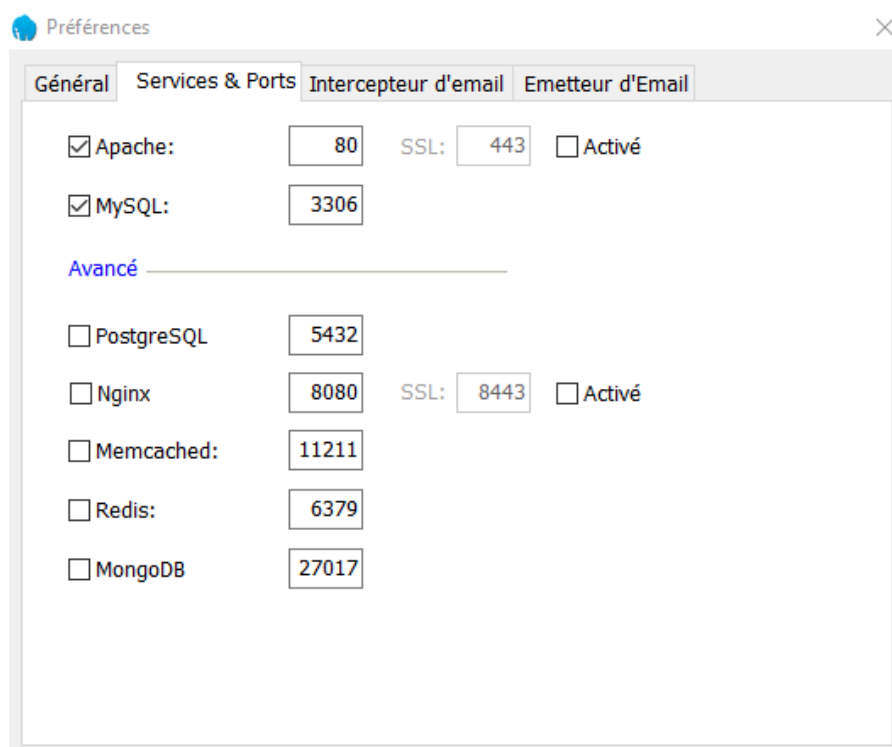 Préférences
Général Services & Ports Intercepteur d'email Emetteur d'Email
Apache: 80 SSL: 443 Activé
MySQL: 3306
Avancé
PostgreSQL 5432
Nginx 8080 SSL: 8443 Activé
Memcached: 11211
Redis: 6379
MongoDB 27017